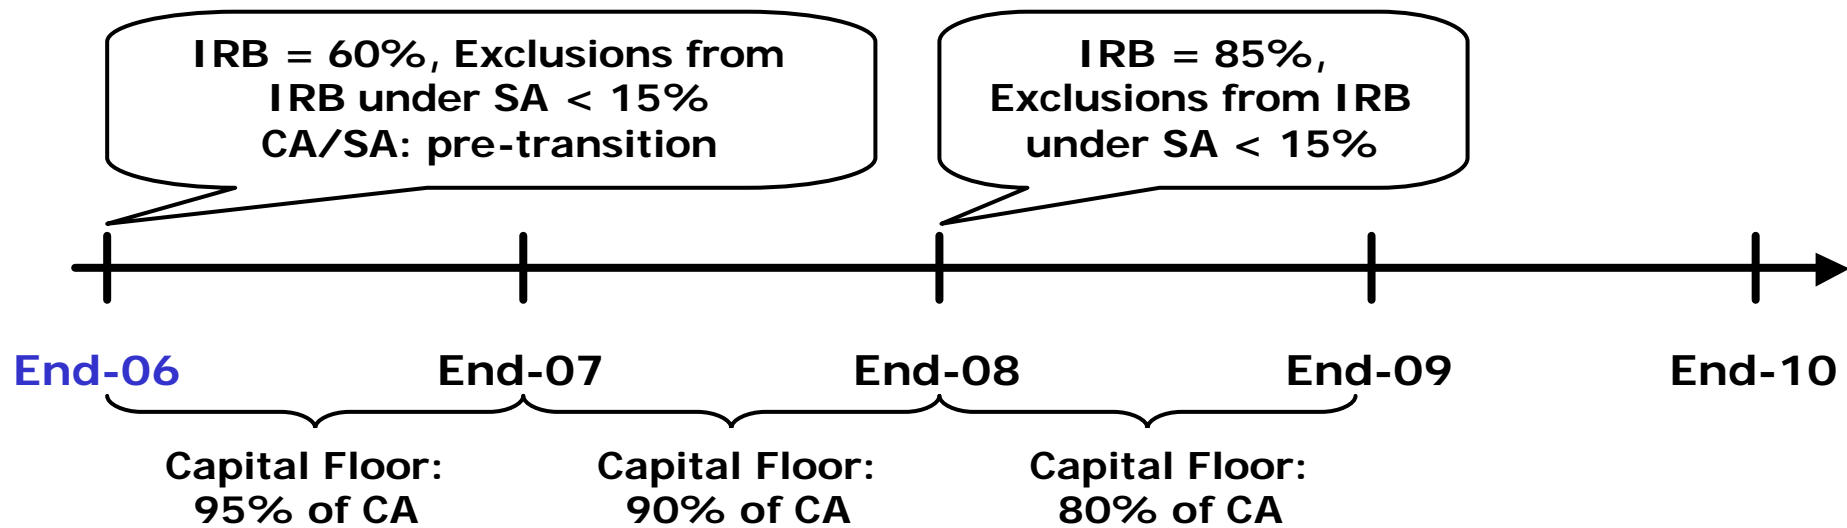 IRB = 60%, Exclusions from
IRB under SA < 15%
CA/SA: pre-transition
IRB = 85%,
Exclusions from IRB
under SA < 15%
End-06
End-07
End-08
End-09
End-10
Capital Floor:
95% of CA
Capital Floor:
90% of CA
Capital Floor:
80% of CA